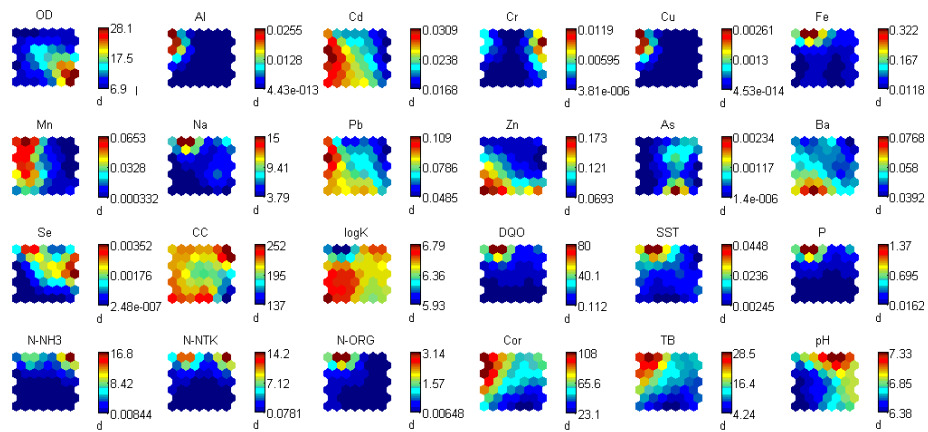 OD
28.1
17.5
6.9
l
d
Al
0.0255
0.0128
4.43e-013
d
Cd
0.0309
0.0238
0.0168
d
Cr
0.0119
0.00595
3.81e-006
d
Cu
0.00261
0.0013
4.53e-014
d
Fe
0.322
0.167
0.0118
d
Mn
0.0653
0.0328
0.000332
d
Na
15
9.41
3.79
d
Pb
0.109
0.0786
0.0485
d
Zn
0.173
0.121
0.0693
d
As
0.00234
0.00117
1.4e-006
d
Ba
0.0768
0.058
0.0392
d
Se
0.00352
0.00176
2.48e-007
d
CC
252
195
137
d
logK
6.79
6.36
5.93
d
DQO
80
40.1
0.112
d
SST
0.0448
0.0236
0.00245
d
P
1.37
0.695
0.0162
d
N-NH3
16.8
8.42
0.00844
d
N-NTK
14.2
7.12
0.0781
d
N-ORG
3.14
1.57
0.00648
d
Cor
108
65.6
23.1
d
TB
28.5
16.4
4.24
d
pH
7.33
6.85
6.38
d